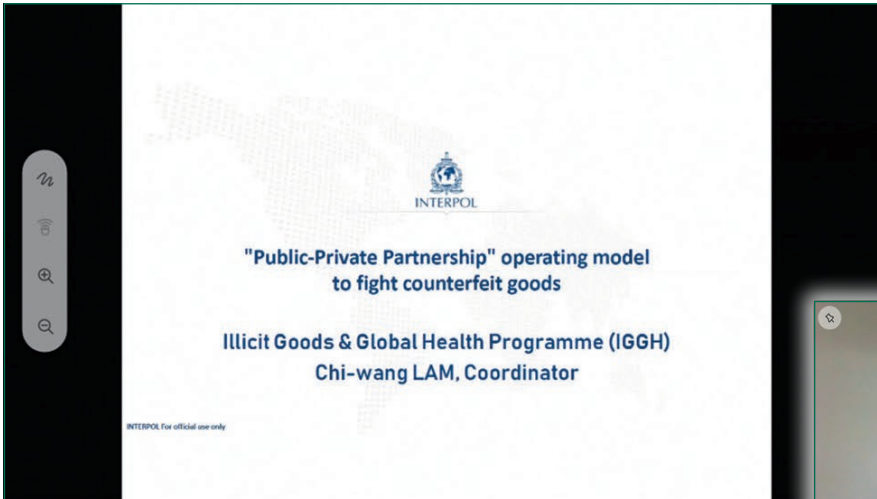 INTERPOL
"Public-Private Partnership" operating model
to fight counterfeit goods
Illicit Goods & Global Health Programme (IGGH)
Chi-wang LAM, Coordinator
INTERPOL For official use only